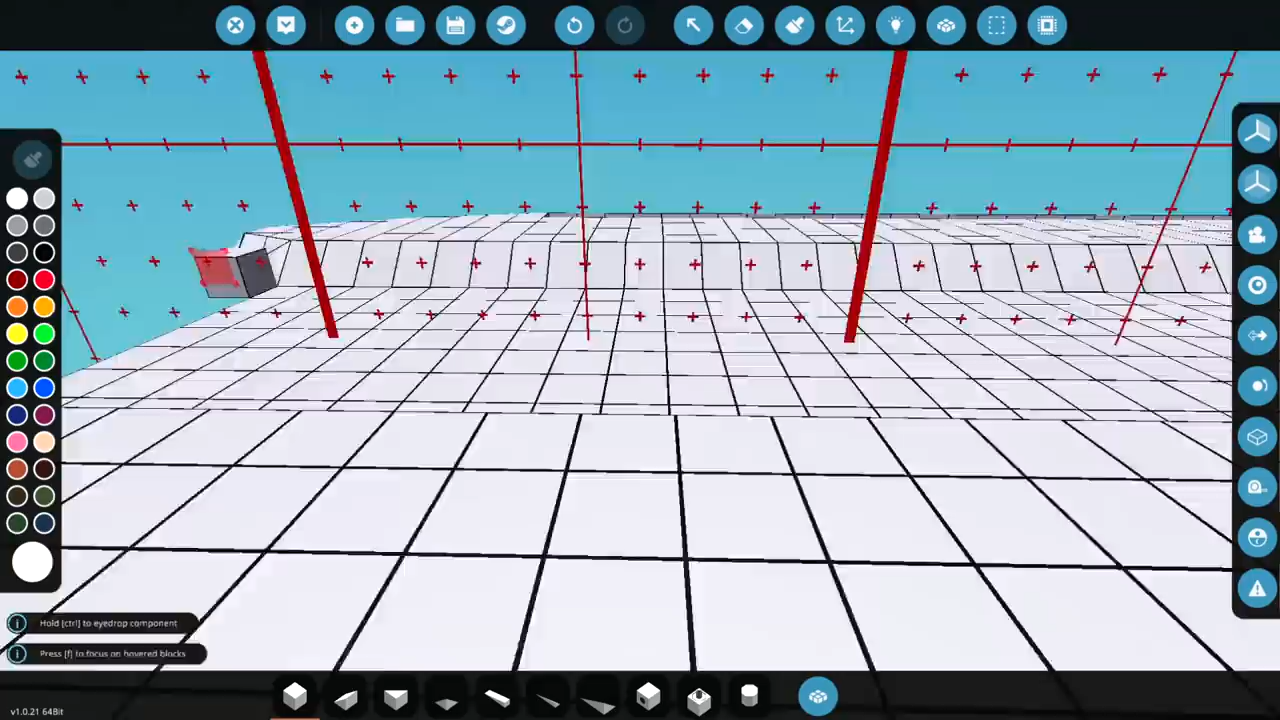 Hold [ctrl] to eyedrop component
Press [f] to focus on hovered blocks
v1.0.21 64Bit